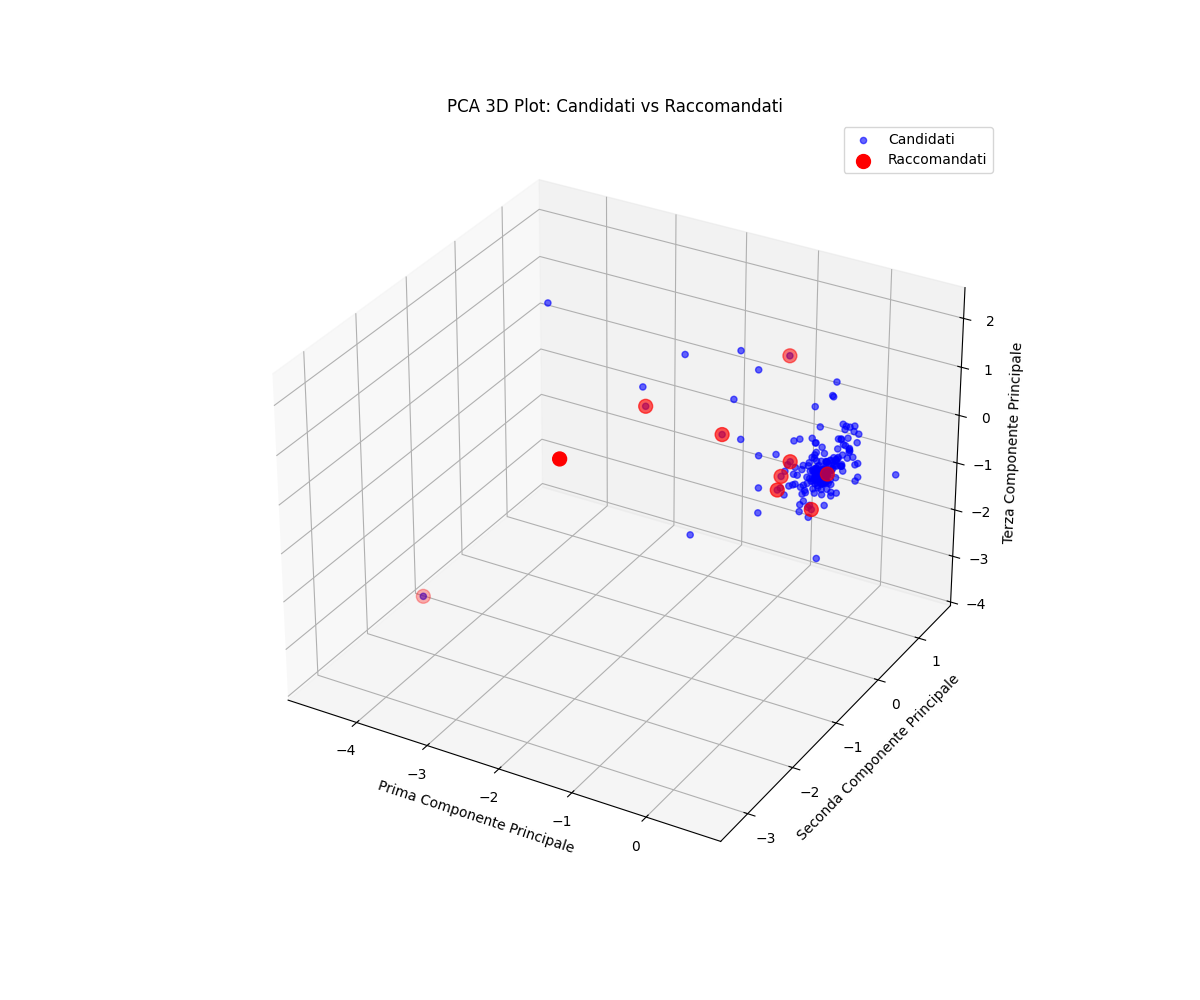 PCA 3D Plot: Candidati vs Raccomandati
Candidati
Raccomandati
2
1
0
−1
−2
−3
−4
Terza Componente Principale
1
0
−1
−2
−3
Seconda Componente Principale
−4
−3
−2
−1
0
Prima Componente Principale